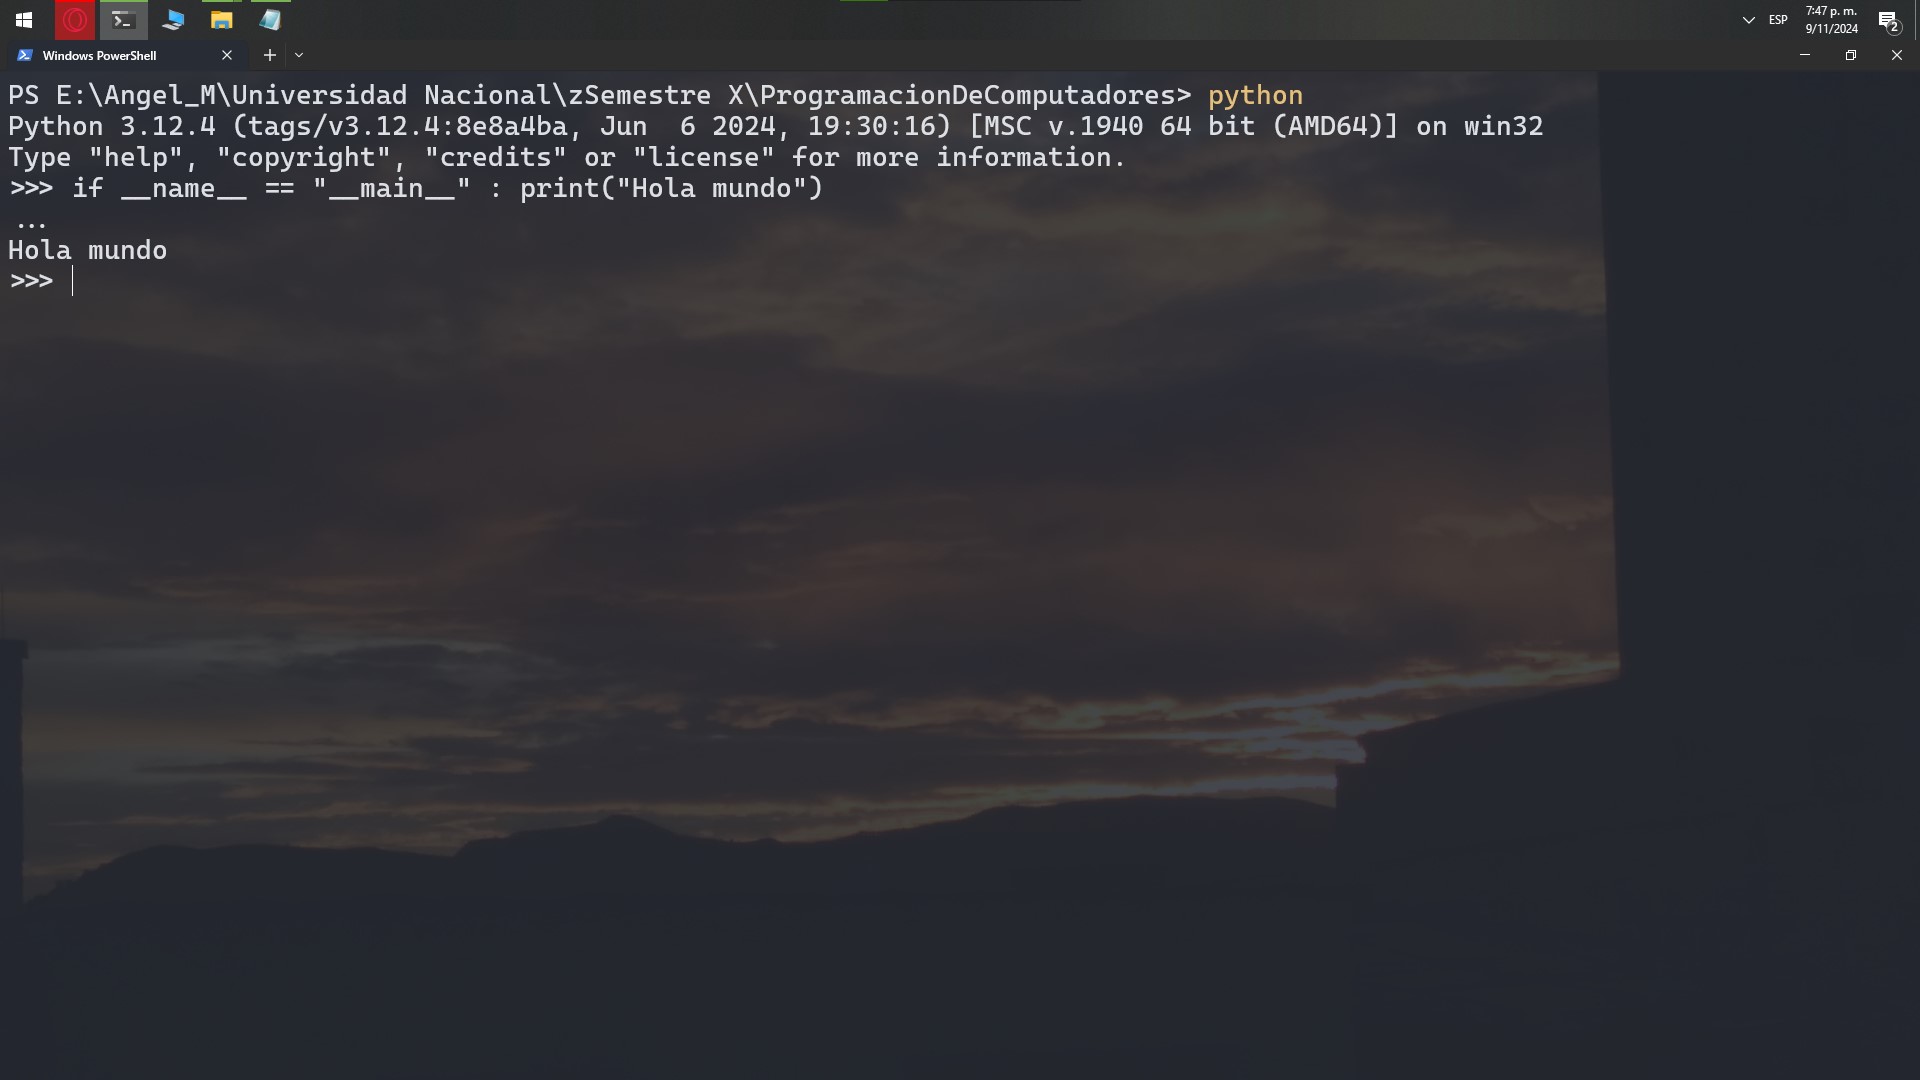 ESP
7:47 p. m.
9/11/2024
2
Windows PowerShell
PS E:\Angel_M\Universidad Nacional\zSemestre X\ProgramacionDeComputadores> python
Python 3.12.4 (tags/v3.12.4:8e8a4ba, Jun  6 2024, 19:30:16) [MSC v.1940 64 bit (AMD64)] on win32
Type "help", "copyright", "credits" or "license" for more information.
>>> if __name__ == "__main__" : print("Hola mundo")
...
Hola mundo
>>>